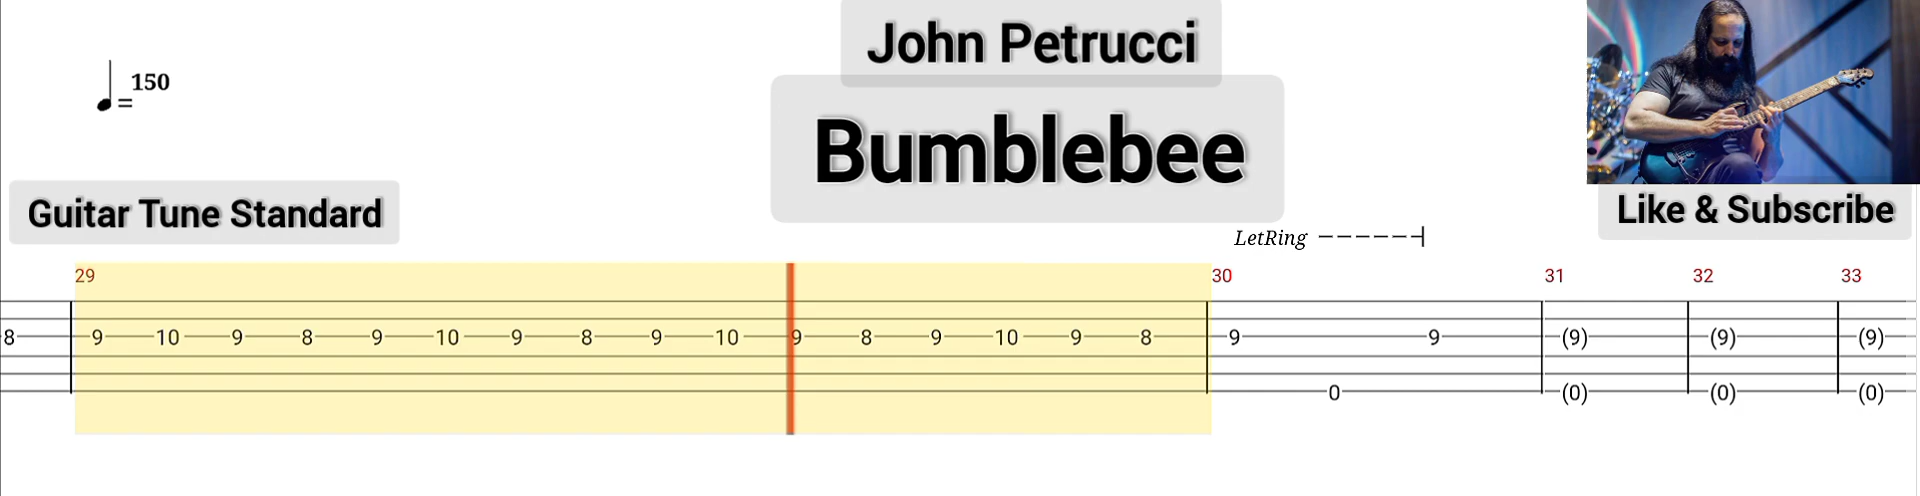 John Petrucci
150
=
Bumblebee
Guitar Tune Standard
Like & Subscribe
LetRing
29 30 31 32 33
8 9 10 9 8 9 10 9 8 9 10 9 8 9 10 9 8 9 9 (9) (9) (9)
0 (0) (0) (0)